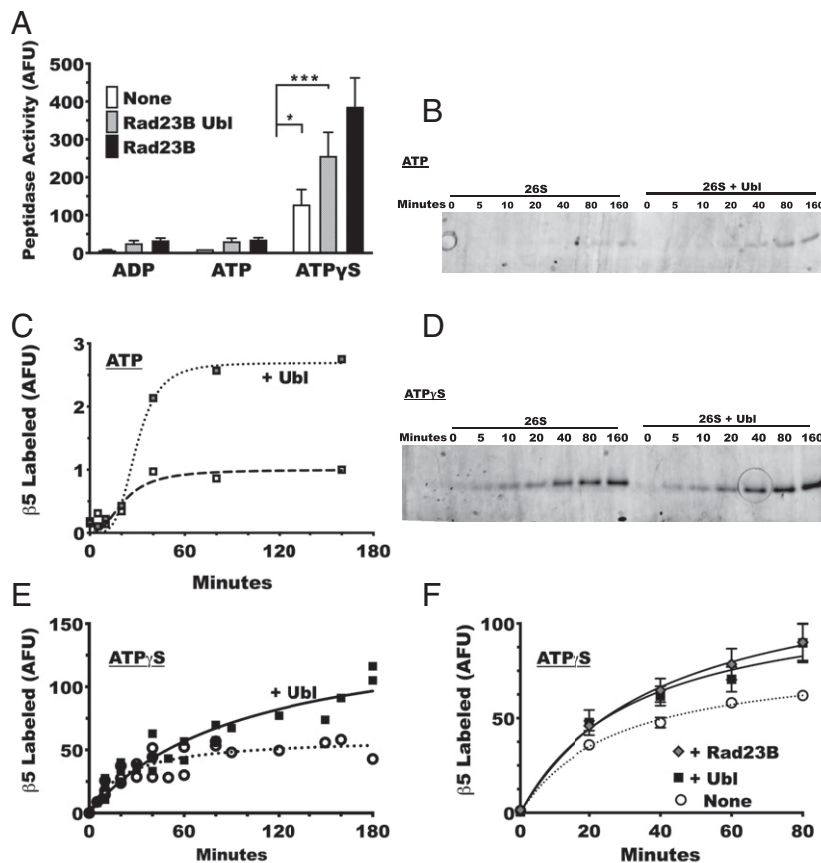 A
Peptidase Activity (AFU)
500
400
300
200
100
0
None
Rad23B Ubl
Rad23B
***
*
ADP
ATP
ATPγS
B
ATP
26S
26S + Ubl
Minutes 0 5 10 20 40 80 160 0 5 10 20 40 80 160
C
β5 Labeled (AFU)
3
2
1
0
ATP
+ Ubl
0 60 120 180
Minutes
D
ATPγS
26S
26S + Ubl
Minutes 0 5 10 20 40 80 160 0 5 10 20 40 80 160
E
β5 Labeled (AFU)
150
100
50
0
ATPγS
+ Ubl
0 60 120 180
Minutes
F
β5 Labeled (AFU)
100
50
0
ATPγS
+ Rad23B
+ Ubl
None
0 20 40 60 80
Minutes